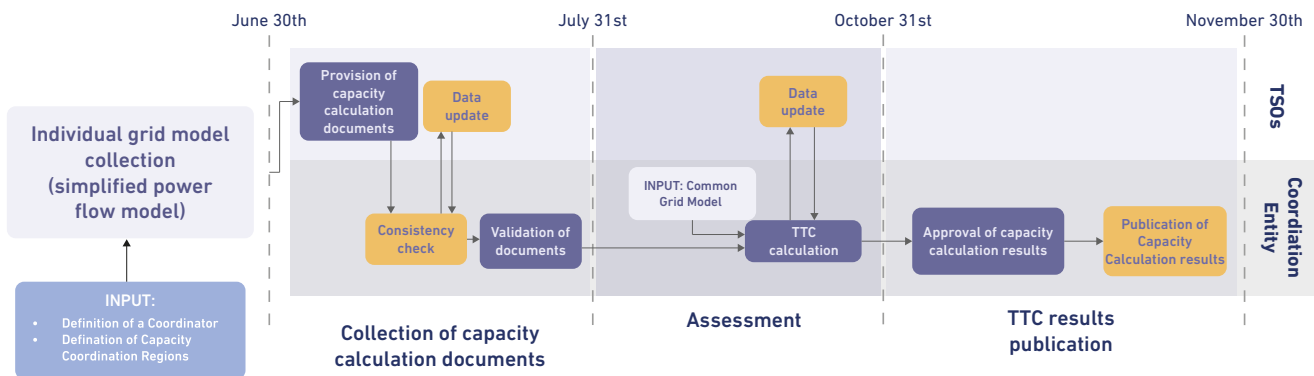 June 30th
July 31st
October 31st
November 30th
Individual grid model
collection
(simplified power
flow model)
INPUT:
• Definition of a Coordinator
• Defination of Capacity
Coordination Regions
Provision of
capacity
calculation
documents
Data
update
Consistency
check
Validation of
documents
Collection of capacity
calculation documents
Data
update
INPUT: Common
Grid Model
TTC
calculation
Assessment
Approval of capacity
calculation results
Publication of
Capacity
Calculation results
TTC results
publication
TSOs
Coordiation
Entity